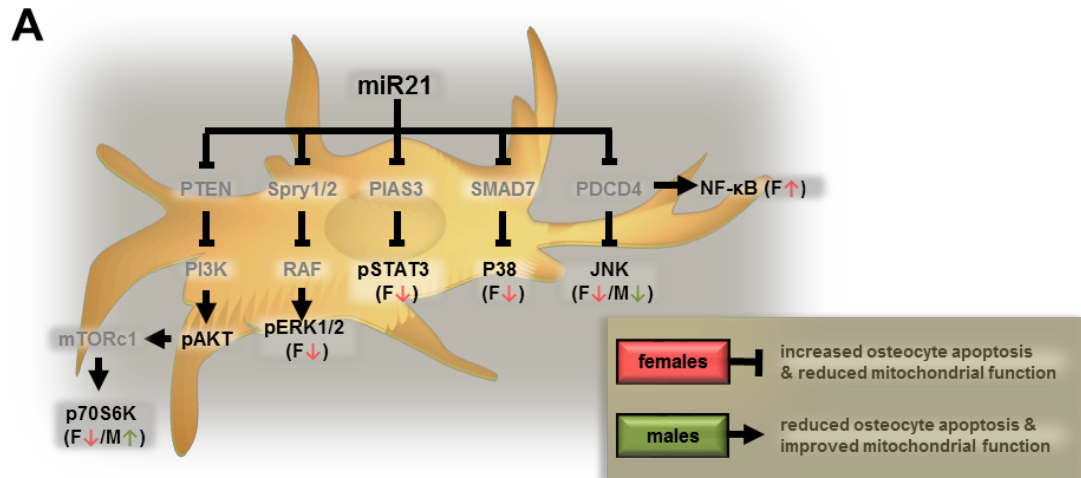 A
miR21
PTEN Spry1/2 PIAS3 SMAD7 PDCD4 NF-κB (F↑)
PI3K RAF pSTAT3 P38 JNK
(F↓) (F↓) (F↓/M↓)
mTORc1 pAKT pERK1/2
(F↓)
p70S6K
(F↓/M↑)
females increased osteocyte apoptosis
& reduced mitochondrial function
males reduced osteocyte apoptosis &
improved mitochondrial function